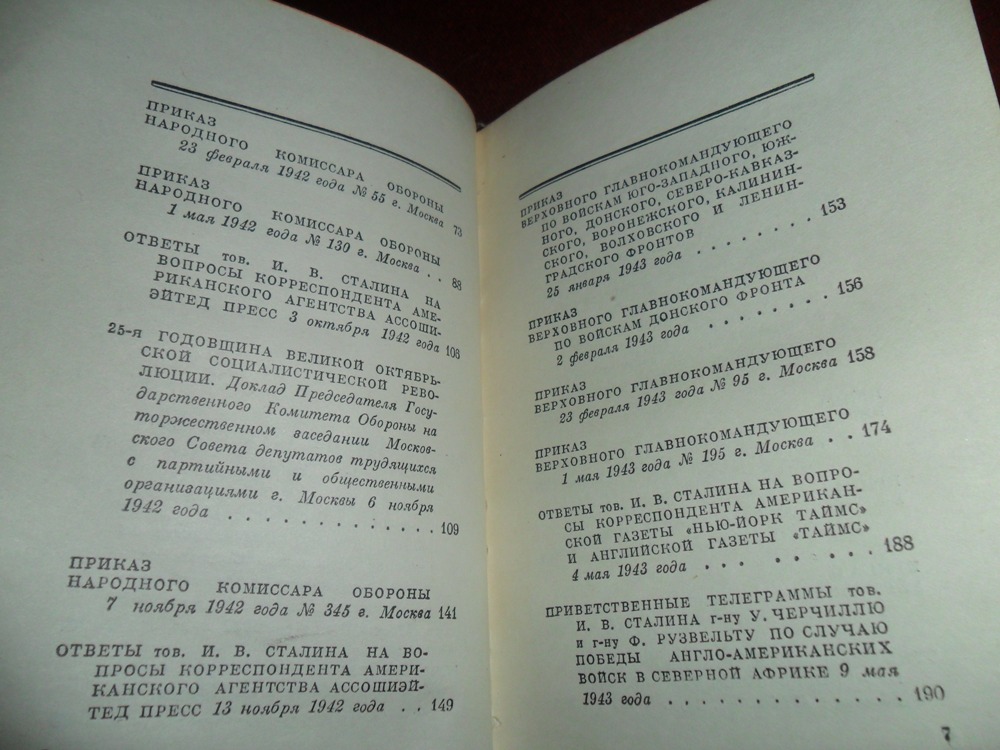 ПРИКАЗ
НАРОДНОГО КОМИССАРА ОБОРОНЫ
23 февраля 1942 года № 55 г. Москва 73
ПРИКАЗ
НАРОДНОГО КОМИССАРА ОБОРОНЫ
1 мая 1942 года № 130 г. Москва . . 88
ОТВЕТЫ тов. И. В. СТАЛИНА НА
ВОПРОСЫ КОРРЕСПОНДЕНТА АМЕ-
РИКАНСКОГО АГЕНТСТВА АССОШИ-
ЭЙТЕД ПРЕСС 3 октября 1942 года 106
25-я ГОДОВЩИНА ВЕЛИКОЙ ОКТЯБРЬ-
СКОЙ СОЦИАЛИСТИЧЕСКОЙ РЕВО-
ЛЮЦИИ. Доклад Председателя Госу-
дарственного Комитета Обороны на
торжественном заседании Москов-
ского Совета депутатов трудящихся
с партийными и общественными
организациями г. Москвы 6 ноября
1942 года . . . . . . . . . . . . . 109
ПРИКАЗ
НАРОДНОГО КОМИССАРА ОБОРОНЫ
7 ноября 1942 года № 345 г. Москва 141
ОТВЕТЫ тов. И. В. СТАЛИНА НА ВО-
ПРОСЫ КОРРЕСПОНДЕНТА АМЕРИ-
КАНСКОГО АГЕНТСТВА АССОШИЭЙ-
ТЕД ПРЕСС 13 ноября 1942 года . . 149
ПРИКАЗ
ВЕРХОВНОГО ГЛАВНОКОМАНДУЮЩЕГО
ПО ВОЙСКАМ ЮГО-ЗАПАДНОГО, ЮЖ-
НОГО, ДОНСКОГО, СЕВЕРО-КАВКАЗ-
СКОГО, ВОРОНЕЖСКОГО, КАЛИНИН-
СКОГО, ВОЛХОВСКОГО И ЛЕНИН-
ГРАДСКОГО ФРОНТОВ
25 января 1943 года . . . . . . . 153
ПРИКАЗ
ВЕРХОВНОГО ГЛАВНОКОМАНДУЮЩЕГО
ПО ВОЙСКАМ ДОНСКОГО ФРОНТА
2 февраля 1943 года . . . . . . . 156
ПРИКАЗ
ВЕРХОВНОГО ГЛАВНОКОМАНДУЮЩЕГО
23 февраля 1943 года № 95 г. Москва 158
ПРИКАЗ
ВЕРХОВНОГО ГЛАВНОКОМАНДУЮЩЕГО
1 мая 1943 года № 195 г. Москва . . 174
ОТВЕТЫ тов. И. В. СТАЛИНА НА ВОПРО-
СЫ КОРРЕСПОНДЕНТА АМЕРИКАН-
СКОЙ ГАЗЕТЫ «НЬЮ-ЙОРК ТАЙМС»
И АНГЛИЙСКОЙ ГАЗЕТЫ «ТАЙМС»
4 мая 1943 года . . . . . . . . 188
ПРИВЕТСТВЕННЫЕ ТЕЛЕГРАММЫ тов.
И. В. СТАЛИНА г-ну У. ЧЕРЧИЛЛЮ
и г-ну Ф. РУЗВЕЛЬТУ ПО СЛУЧАЮ
ПОБЕДЫ АНГЛО-АМЕРИКАНСКИХ
ВОЙСК В СЕВЕРНОЙ АФРИКЕ 9 мая
1943 года . . . . . . . . . . . . 190
7